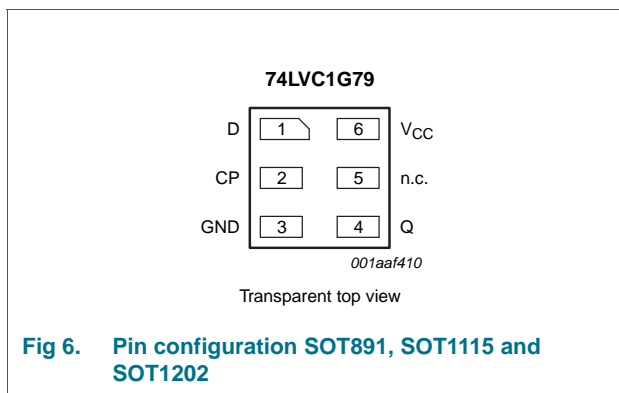 74LVC1G79
D 1 6 VCC
CP 2 5 n.c.
GND 3 4 Q
001aaf410
Transparent top view
Fig 6. Pin configuration SOT891, SOT1115 and
SOT1202